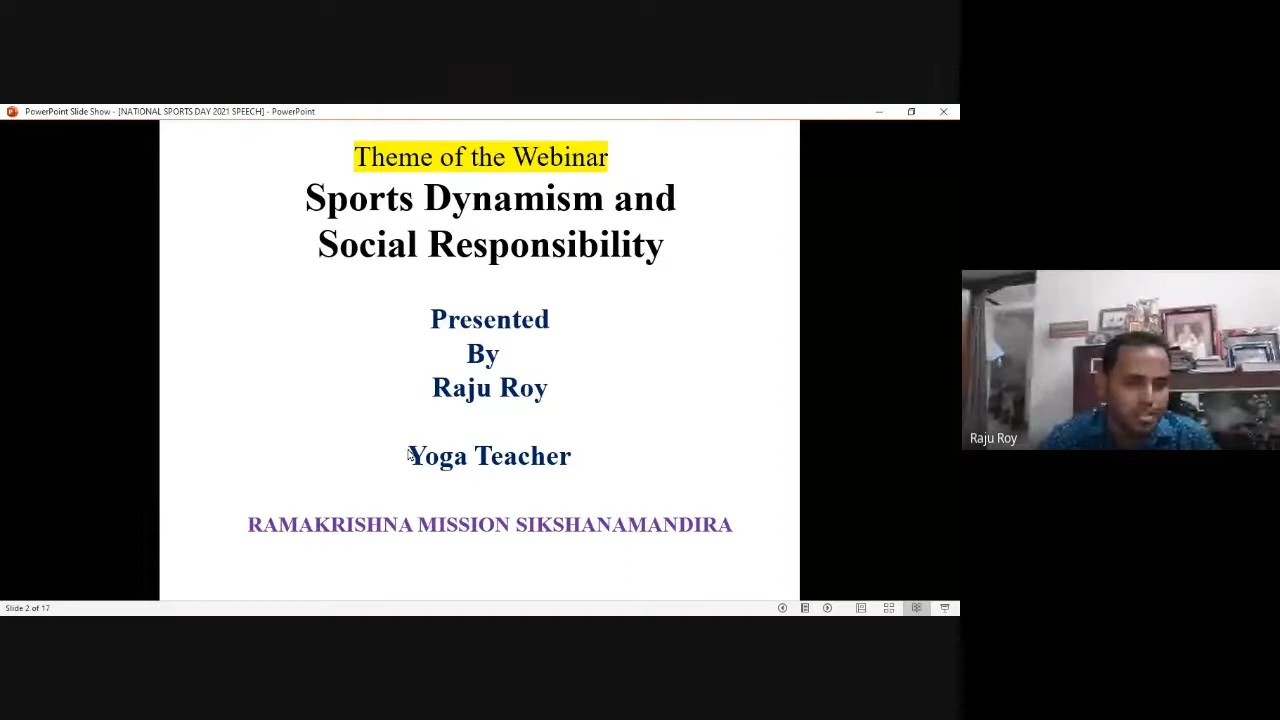 PowerPoint Slide Show - [NATIONAL SPORTS DAY 2021 SPEECH] - PowerPoint
Theme of the Webinar
Sports Dynamism and
Social Responsibility
Presented
By
Raju Roy
Yoga Teacher
RAMAKRISHNA MISSION SIKSHANAMANDIRA
Slide 2 of 17
Raju Roy